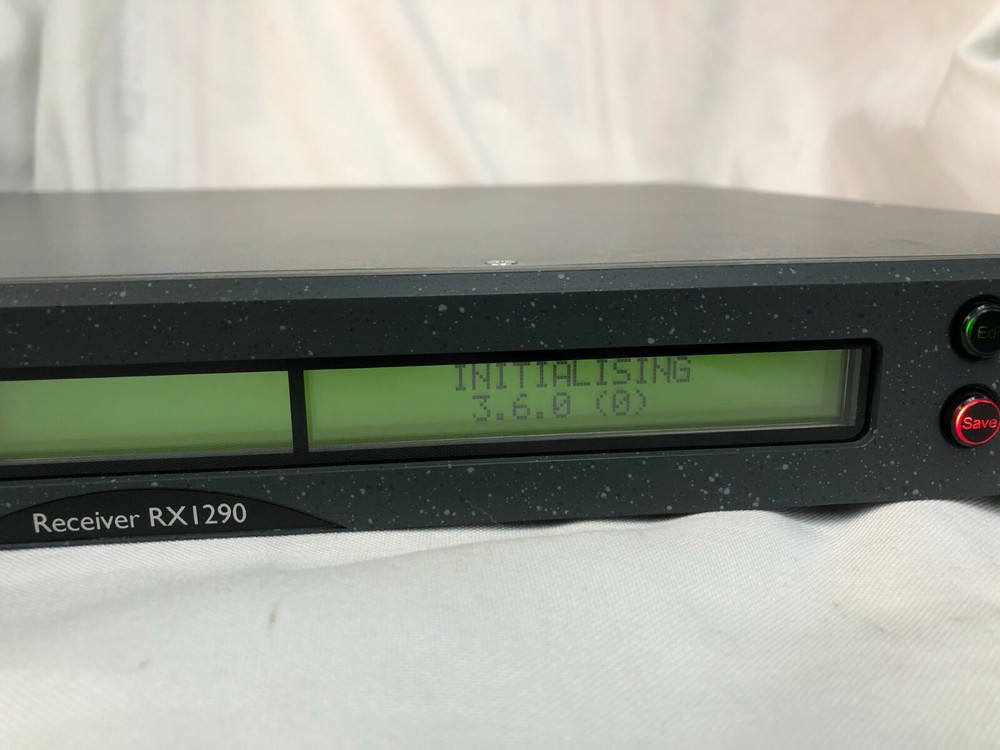 INITIALISING
3.6.0 (0)
Save
Receiver RX1290